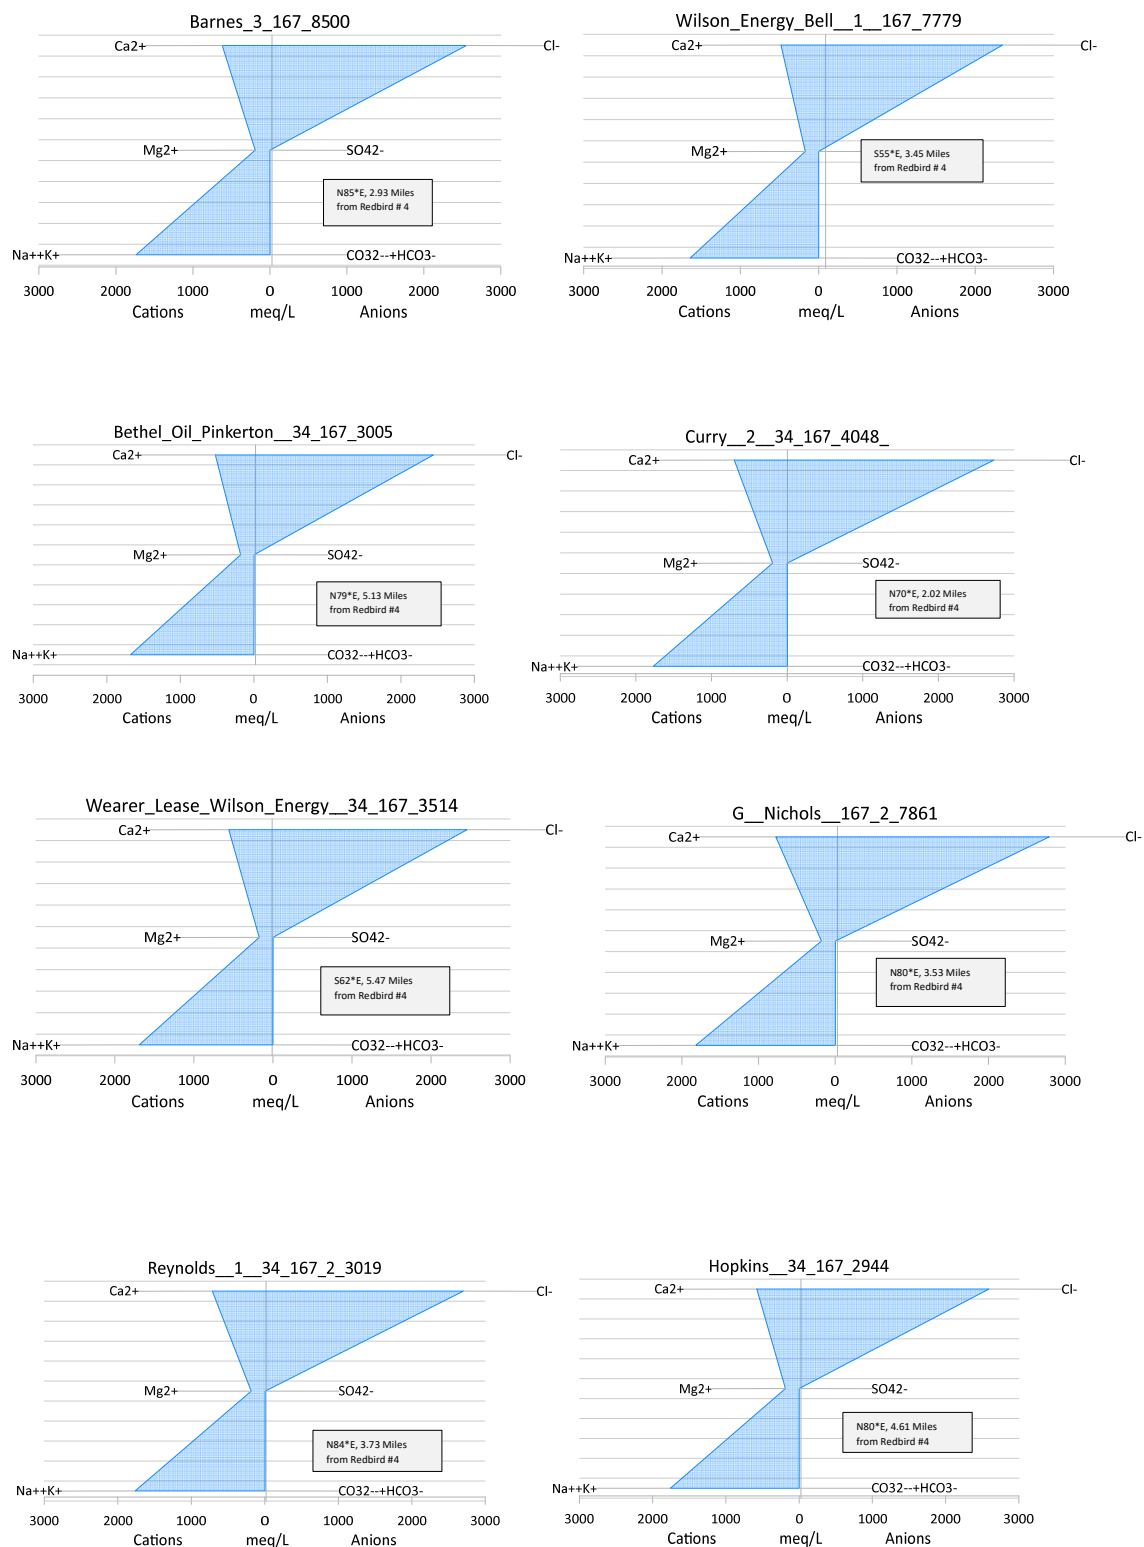 Barnes_3_167_8500
Ca2+
Cl-
Mg2+
SO42-
N85*E, 2.93 Miles
from Redbird # 4
Na++K+
CO32--+HCO3-
3000 2000 1000 0 1000 2000 3000
Cations meq/L Anions
Wilson_Energy_Bell__1__167_7779
Ca2+
Cl-
Mg2+
S55*E, 3.45 Miles
from Redbird # 4
Na++K+
CO32--+HCO3-
3000 2000 1000 0 1000 2000 3000
Cations meq/L Anions
Bethel_Oil_Pinkerton__34_167_3005
Ca2+
Cl-
Mg2+
SO42-
N79*E, 5.13 Miles
from Redbird #4
Na++K+
CO32--+HCO3-
3000 2000 1000 0 1000 2000 3000
Cations meq/L Anions
Curry__2__34_167_4048_
Ca2+
Cl-
Mg2+
SO42-
N70*E, 2.02 Miles
from Redbird #4
Na++K+
CO32--+HCO3-
3000 2000 1000 0 1000 2000 3000
Cations meq/L Anions
Wearer_Lease_Wilson_Energy__34_167_3514
Ca2+
Cl-
Mg2+
SO42-
S62*E, 5.47 Miles
from Redbird #4
Na++K+
CO32--+HCO3-
3000 2000 1000 0 1000 2000 3000
Cations meq/L Anions
G__Nichols__167_2_7861
Ca2+
Cl-
Mg2+
SO42-
N80*E, 3.53 Miles
from Redbird #4
Na++K+
CO32--+HCO3-
3000 2000 1000 0 1000 2000 3000
Cations meq/L Anions
Reynolds__1__34_167_2_3019
Ca2+
Cl-
Mg2+
SO42-
N84*E, 3.73 Miles
from Redbird #4
Na++K+
CO32--+HCO3-
3000 2000 1000 0 1000 2000 3000
Cations meq/L Anions
Hopkins__34_167_2944
Ca2+
Cl-
Mg2+
SO42-
N80*E, 4.61 Miles
from Redbird #4
Na++K+
CO32--+HCO3-
3000 2000 1000 0 1000 2000 3000
Cations meq/L Anions